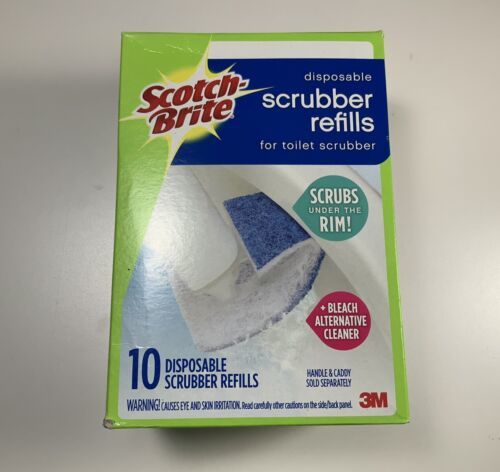 Scotch-
Brite
disposable
scrubber
refills
for toilet scrubber
SCRUBS
UNDER THE
RIM!
+ BLEACH
ALTERNATIVE
CLEANER
10 DISPOSABLE
SCRUBBER REFILLS
HANDLE & CADDY
SOLD SEPARATELY
WARNING! CAUSES EYE AND SKIN IRRITATION. Read carefully other cautions on the side/back panel.
3M